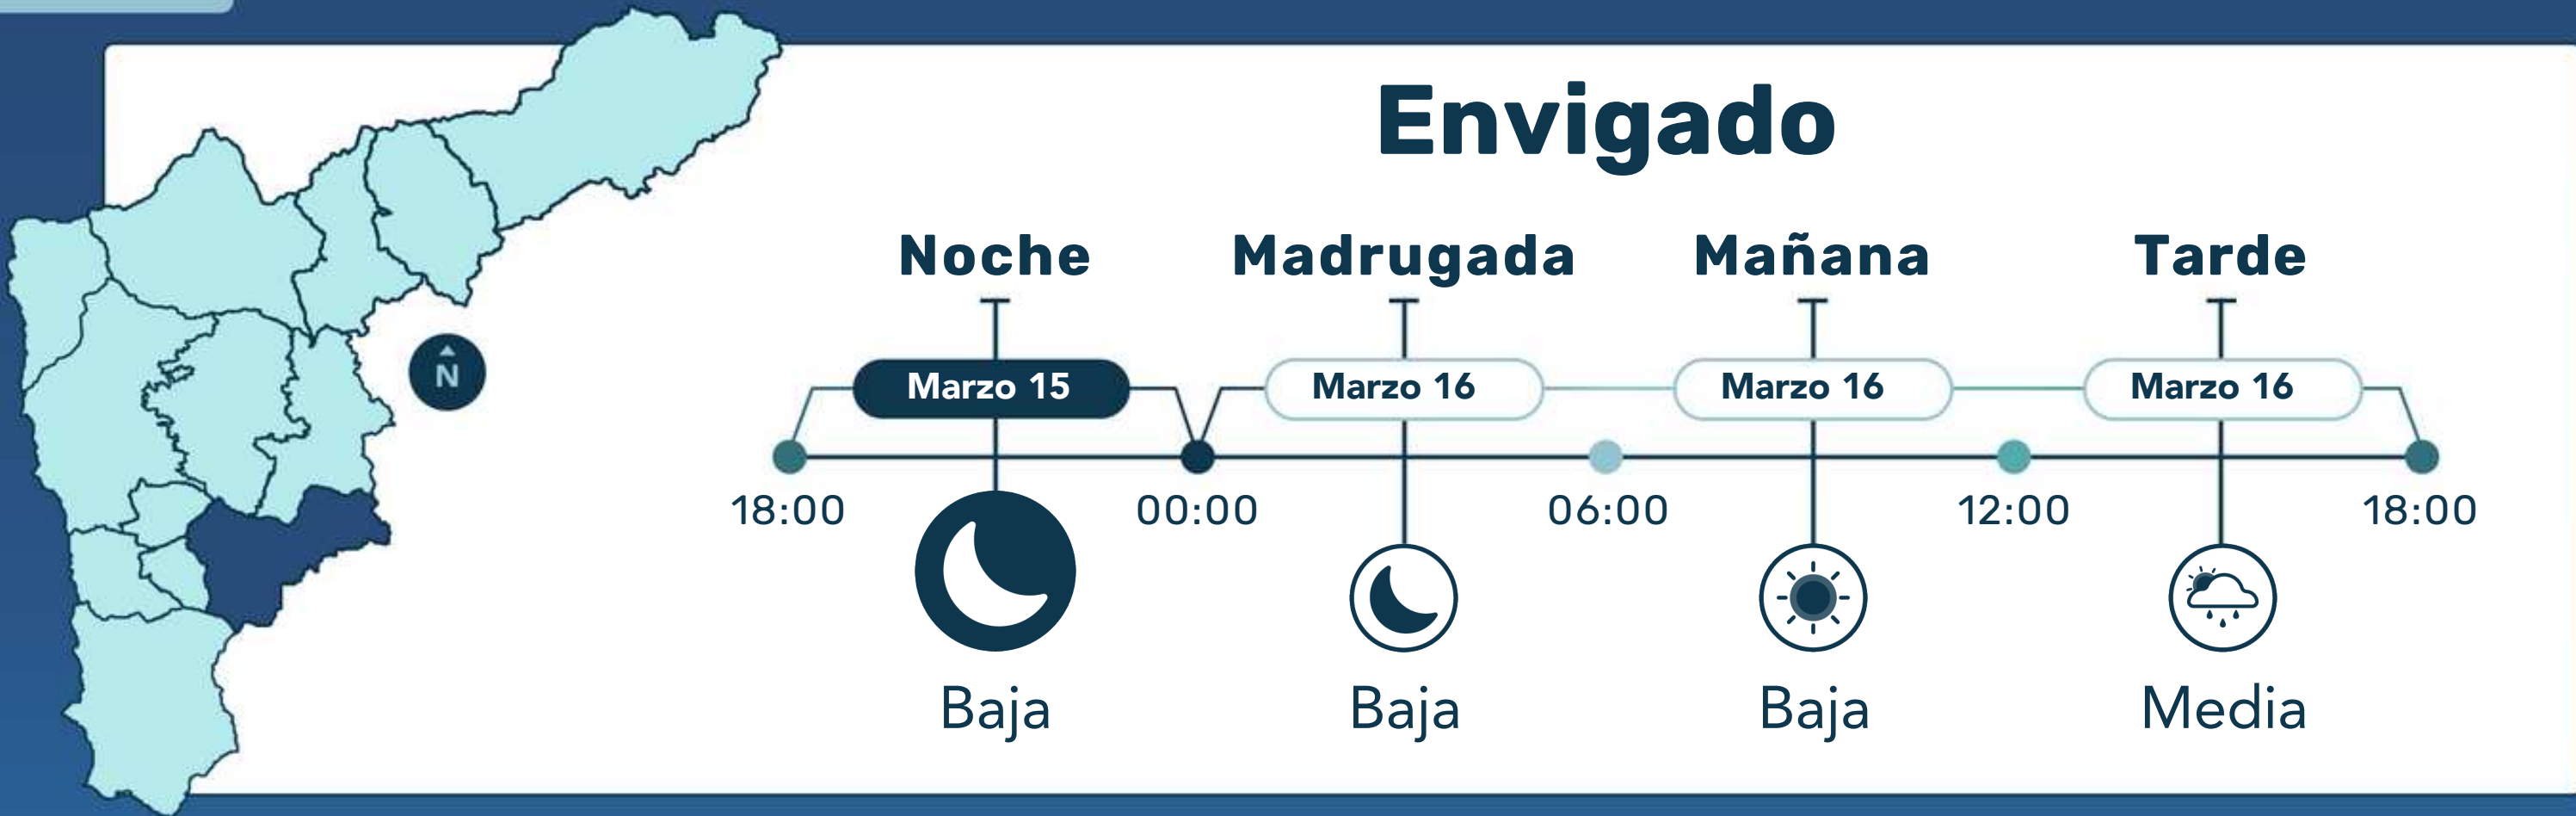 Envigado
Noche Madrugada Mañana Tarde
Marzo 15 Marzo 16 Marzo 16 Marzo 16
N
18:00 00:00 06:00 12:00 18:00
Baja Baja Baja Media